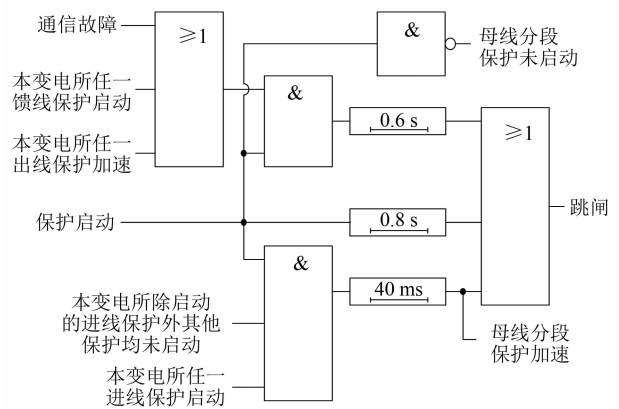 通信故障
≥1
&
母线分段
保护未启动
本变电所任一
馈线保护启动
&
0.6 s
≥1
本变电所任一
出线保护加速
保护启动
0.8 s
跳闸
&
40 ms
本变电所除启动
的进线保护外其他
保护均未启动
母线分段
保护加速
本变电所任一
进线保护启动